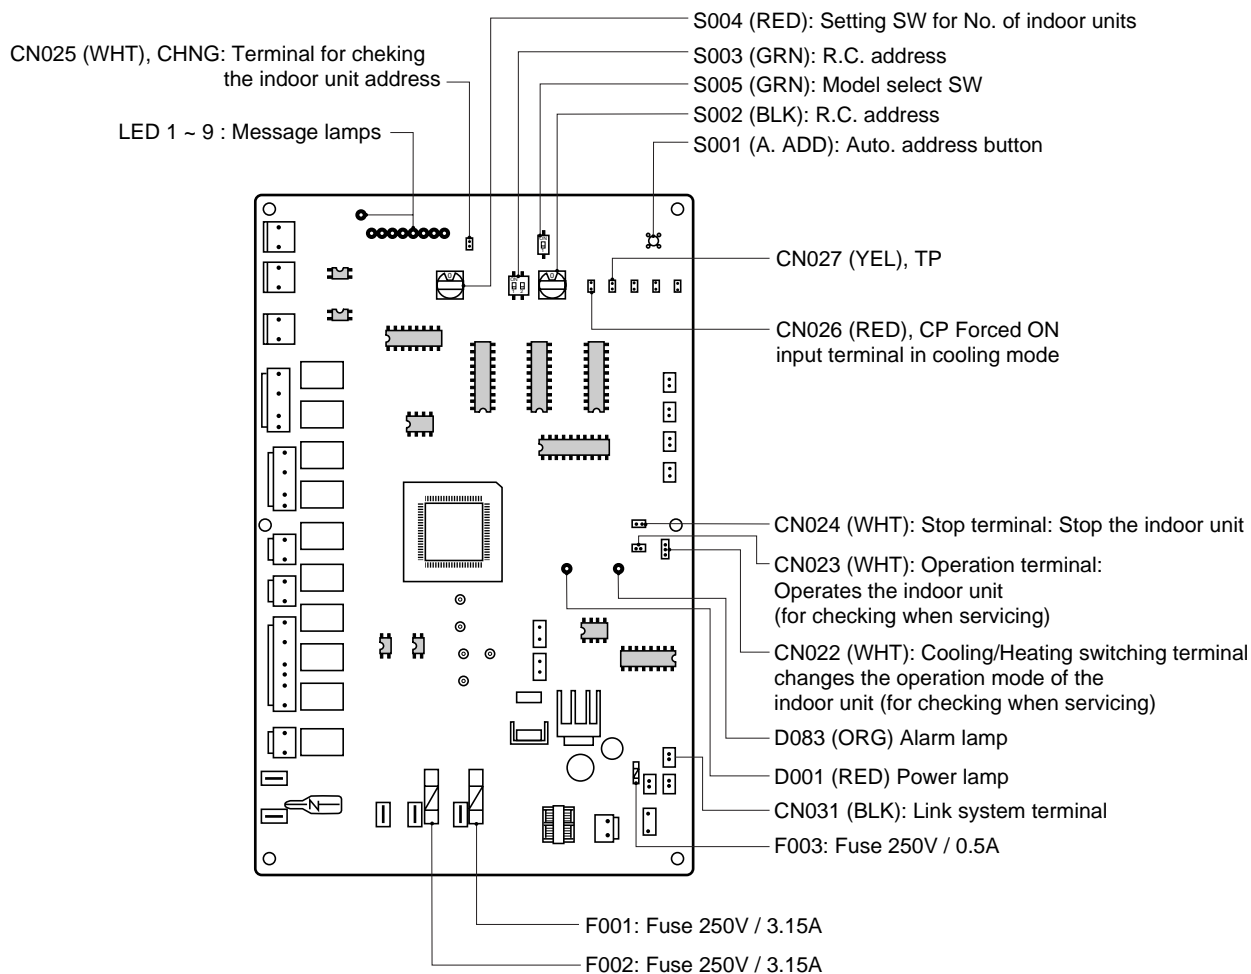 S004 (RED): Setting SW for No. of indoor units
CN025 (WHT), CHNG: Terminal for cheking
the indoor unit address
S003 (GRN): R.C. address
S005 (GRN): Model select SW
S002 (BLK): R.C. address
LED 1 ~ 9 : Message lamps
S001 (A. ADD): Auto. address button
CN027 (YEL), TP
CN026 (RED), CP Forced ON
input terminal in cooling mode
CN024 (WHT): Stop terminal: Stop the indoor unit
CN023 (WHT): Operation terminal:
Operates the indoor unit
(for checking when servicing)
CN022 (WHT): Cooling/Heating switching terminal
changes the operation mode of the
indoor unit (for checking when servicing)
D083 (ORG) Alarm lamp
D001 (RED) Power lamp
CN031 (BLK): Link system terminal
F003: Fuse 250V / 0.5A
F001: Fuse 250V / 3.15A
F002: Fuse 250V / 3.15A